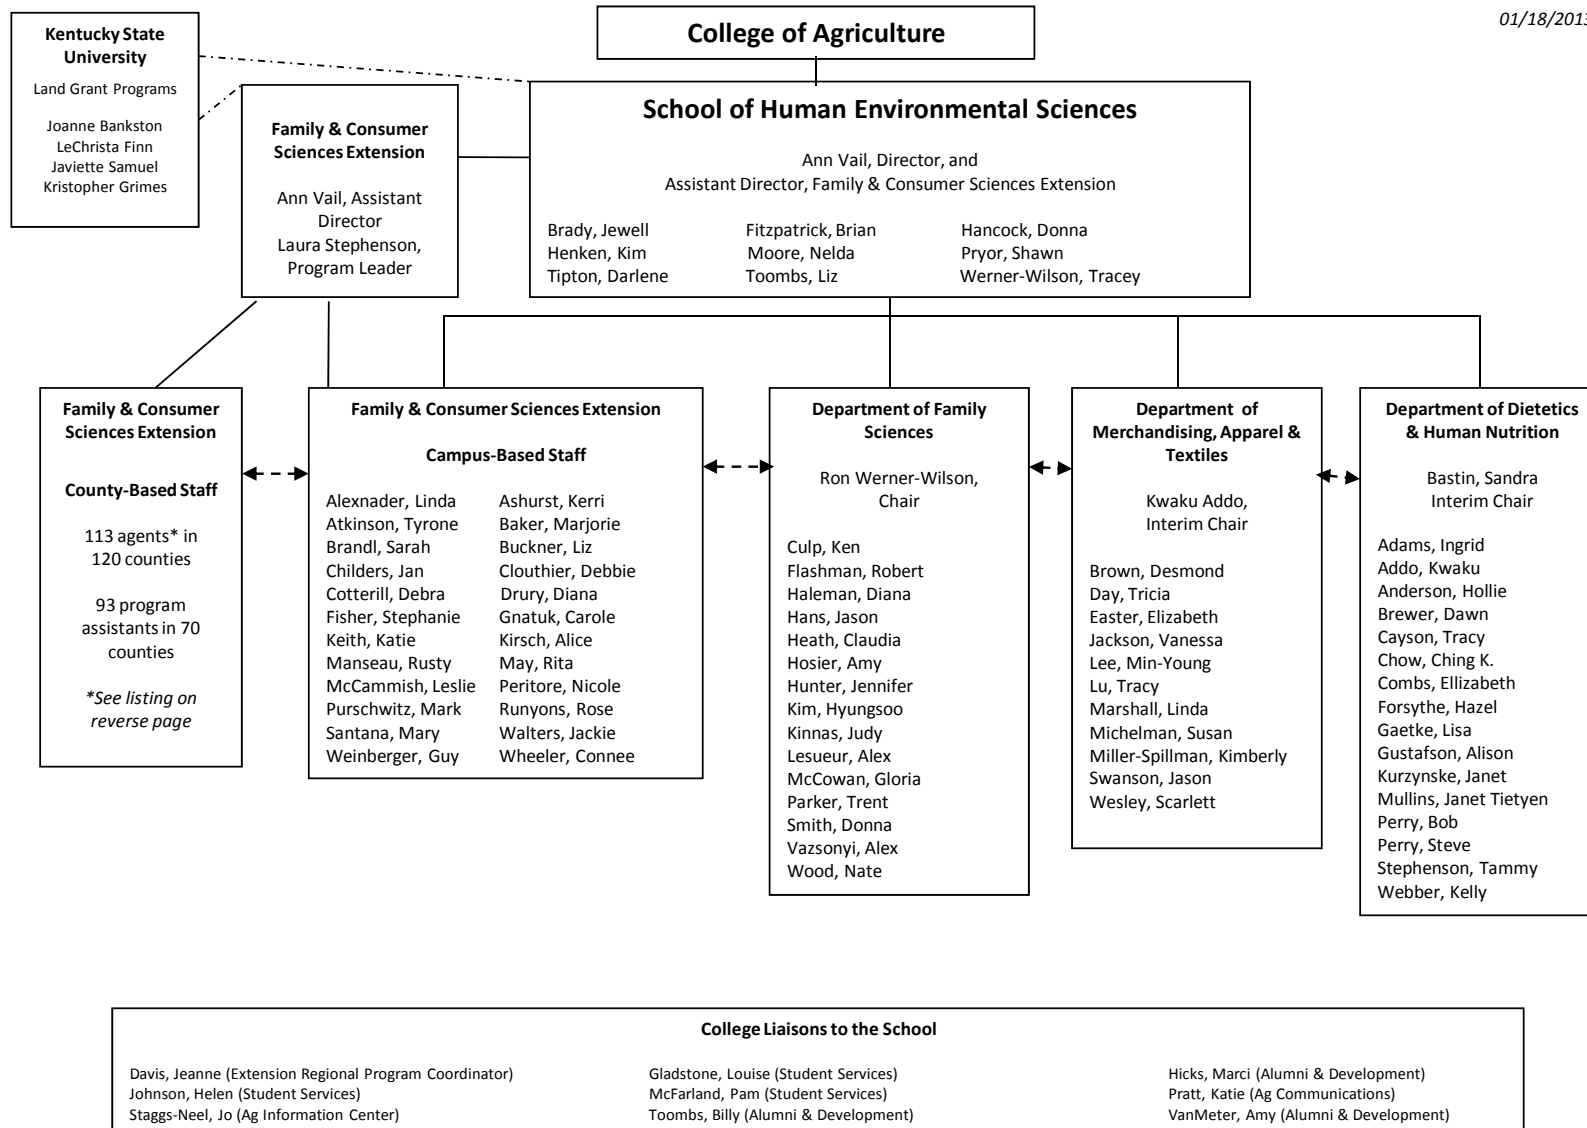 01/18/2013
College of Agriculture
Kentucky State
University
Land Grant Programs
Joanne Bankston
LeChrista Finn
Javiette Samuel
Kristopher Grimes
Family & Consumer
Sciences Extension
Ann Vail, Assistant
Director
Laura Stephenson,
Program Leader
School of Human Environmental Sciences
Ann Vail, Director, and
Assistant Director, Family & Consumer Sciences Extension
Brady, Jewell Fitzpatrick, Brian Hancock, Donna
Henken, Kim Moore, Nelda Pryor, Shawn
Tipton, Darlene Toombs, Liz Werner-Wilson, Tracey
Family & Consumer
Sciences Extension
County-Based Staff
113 agents* in
120 counties
93 program
assistants in 70
counties
*See listing on
reverse page
Family & Consumer Sciences Extension
Campus-Based Staff
Alexnader, Linda Ashurst, Kerri
Atkinson, Tyrone Baker, Marjorie
Brandl, Sarah Buckner, Liz
Childers, Jan Clouthier, Debbie
Cotterill, Debra Drury, Diana
Fisher, Stephanie Gnatuk, Carole
Keith, Katie Kirsch, Alice
Manseau, Rusty May, Rita
McCammish, Leslie Peritore, Nicole
Purschwitz, Mark Runyons, Rose
Santana, Mary Walters, Jackie
Weinberger, Guy Wheeler, Connee
Department of Family
Sciences
Ron Werner-Wilson,
Chair
Culp, Ken
Flashman, Robert
Haleman, Diana
Hans, Jason
Heath, Claudia
Hosier, Amy
Hunter, Jennifer
Kim, Hyungsoo
Kinnas, Judy
Lesueur, Alex
McCowan, Gloria
Parker, Trent
Smith, Donna
Vazsonyi, Alex
Wood, Nate
Department of
Merchandising, Apparel &
Textiles
Kwaku Addo,
Interim Chair
Brown, Desmond
Day, Tricia
Easter, Elizabeth
Jackson, Vanessa
Lee, Min-Young
Lu, Tracy
Marshall, Linda
Michelman, Susan
Miller-Spillman, Kimberly
Swanson, Jason
Wesley, Scarlett
Department of Dietetics
& Human Nutrition
Bastin, Sandra
Interim Chair
Adams, Ingrid
Addo, Kwaku
Anderson, Hollie
Brewer, Dawn
Cayson, Tracy
Chow, Ching K.
Combs, Ellizabeth
Forsythe, Hazel
Gaetke, Lisa
Gustafson, Alison
Kurzynske, Janet
Mullins, Janet Tietyen
Perry, Bob
Perry, Steve
Stephenson, Tammy
Webber, Kelly
College Liaisons to the School
Davis, Jeanne (Extension Regional Program Coordinator) Gladstone, Louise (Student Services) Hicks, Marci (Alumni & Development)
Johnson, Helen (Student Services) McFarland, Pam (Student Services) Pratt, Katie (Ag Communications)
Staggs-Neel, Jo (Ag Information Center) Toombs, Billy (Alumni & Development) VanMeter, Amy (Alumni & Development)